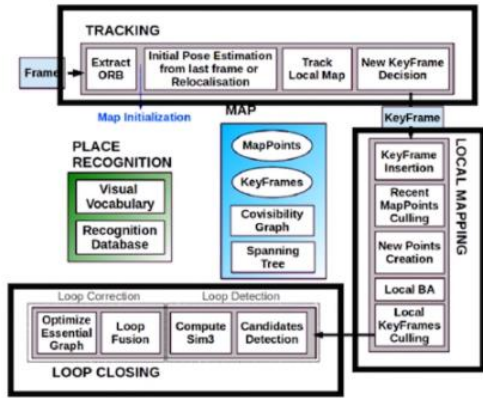 TRACKING
Frame
Extract
ORB
Initial Pose Estimation
from last frame or
Relocalisation
Track
Local Map
New KeyFrame
Decision
Map Initialization
KeyFrame
MAP
MapPoints
KeyFrames
Covisibility
Graph
Spanning
Tree
PLACE
RECOGNITION
Visual
Vocabulary
Recognition
Database
LOCAL MAPPING
KeyFrame
Insertion
Recent
MapPoints
Culling
New Points
Creation
Local BA
Local
KeyFrames
Culling
Loop Correction
Loop Detection
Optimize
Essential
Graph
Loop
Fusion
Compute
Sim3
Candidates
Detection
LOOP CLOSING